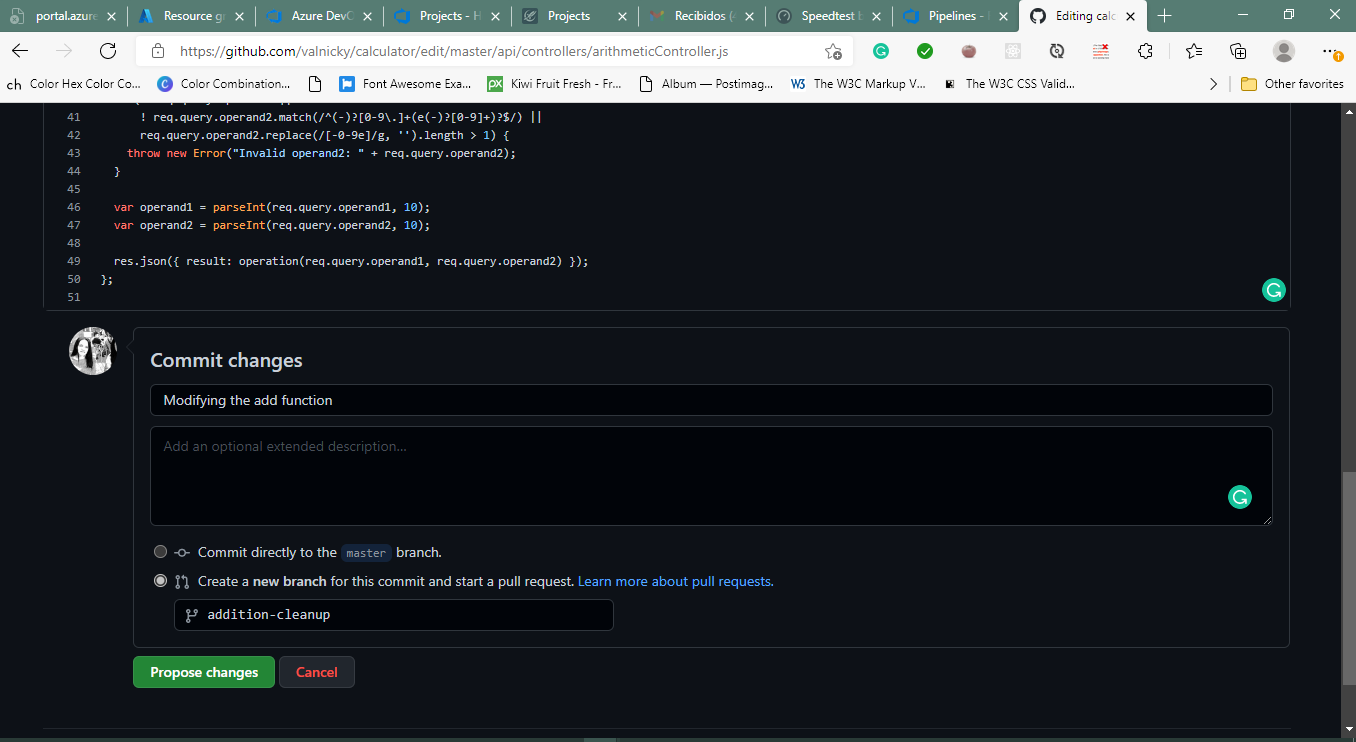 portal.azure
Resource g
Azure DevC
Projects - H
Projects
Recibidos (
Speedtest b
Pipelines -
Editing calc
https://github.com/valnicky/calculator/edit/master/api/controllers/arithmeticController.js
ch Color Hex Color Co...
C Color Combination...
Font Awesome Exa...
px Kiwi Fruit Fresh - Fr...
Album — Postimag...
W3 The W3C Markup V...
The W3C CSS Valid...
Other favorites
41 ! req.query.operand2.match(/^(-)?[0-9\.]+(e(-)?[0-9]+)?$/) ||
42 req.query.operand2.replace(/[-0-9e]/g, '').length > 1) {
43 throw new Error("Invalid operand2: " + req.query.operand2);
44 }
45
46 var operand1 = parseInt(req.query.operand1, 10);
47 var operand2 = parseInt(req.query.operand2, 10);
48
49 res.json({ result: operation(req.query.operand1, req.query.operand2) });
50 };
51
Commit changes
Modifying the add function
Add an optional extended description...
Commit directly to the master branch.
Create a new branch for this commit and start a pull request. Learn more about pull requests.
addition-cleanup
Propose changes
Cancel